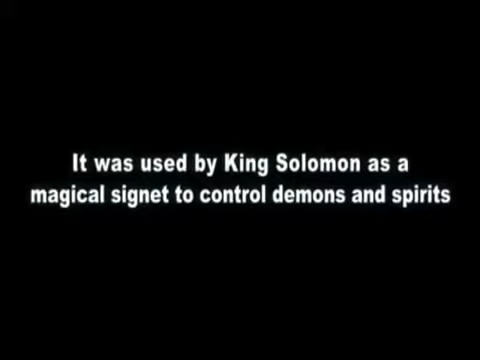 It was used by King Solomon as a
magical signet to control demons and spirits